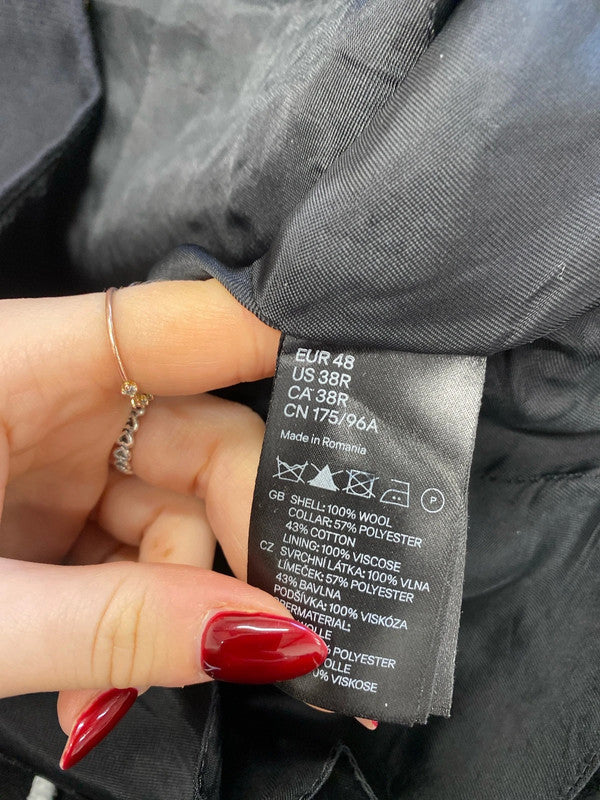 EUR 48
US 38R
CA 38R
CN 175/96A
Made in Romania
P
GB SHELL: 100% WOOL
COLLAR: 57% POLYESTER
43% COTTON
LINING: 100% VISCOSE
CZ SVRCHNÍ LÁTKA: 100% VLNA
LÍMEČEK: 57% POLYESTER
43% BAVLNA
PODŠÍVKA: 100% VISKÓZA
POLYESTER
VISKOSE